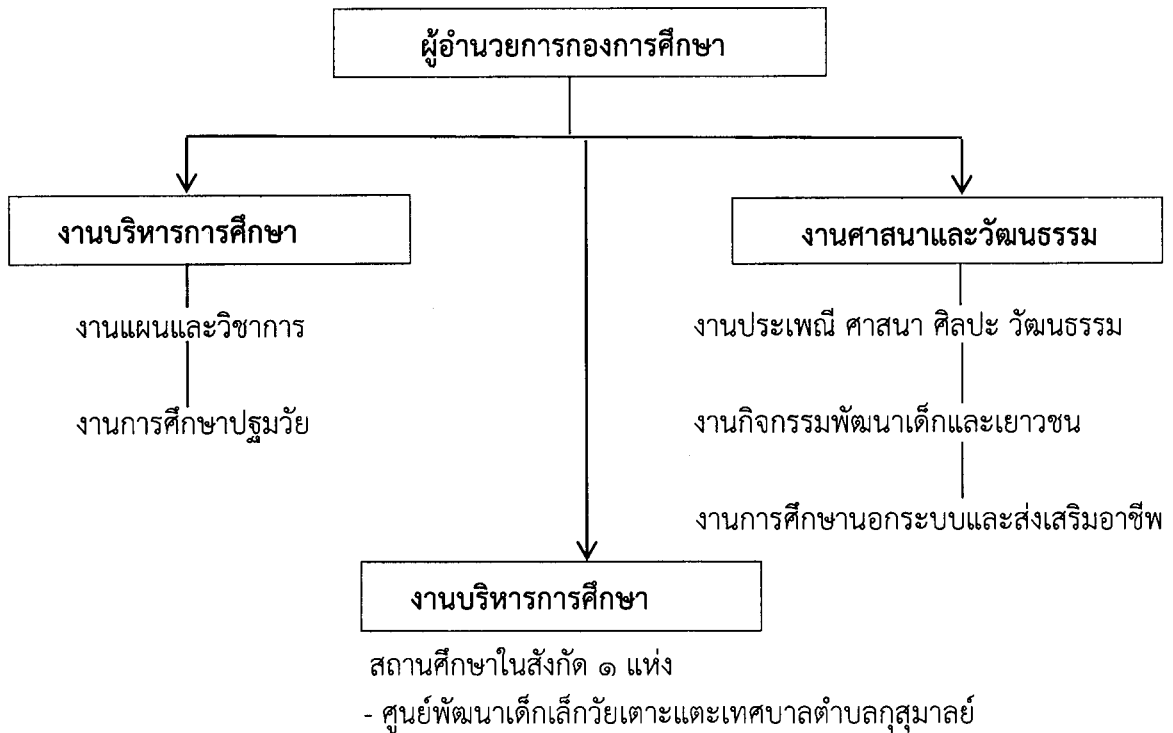 ผู้อำนวยการกองการศึกษา
งานบริหารการศึกษา
งานศาสนาและวัฒนธรรม
งานแผนและวิชาการ
งานประเพณี ศาสนา ศิลปะ วัฒนธรรม
งานการศึกษาปฐมวัย
งานกิจกรรมพัฒนาเด็กและเยาวชน
งานการศึกษานอกระบบและส่งเสริมอาชีพ
งานบริหารการศึกษา
สถานศึกษาในสังกัด ๑ แห่ง
- ศูนย์พัฒนาเด็กเล็กวัยเตาะแตะเทศบาลตำบลกุสุมาลย์